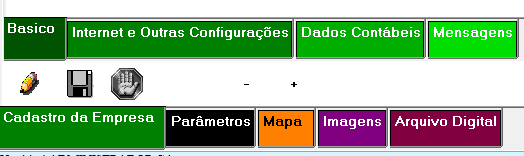 Basico Internet e Outras Configurações Dados Contábeis Mensagens
- +
Cadastro da Empresa Parâmetros Mapa Imagens Arquivo Digital